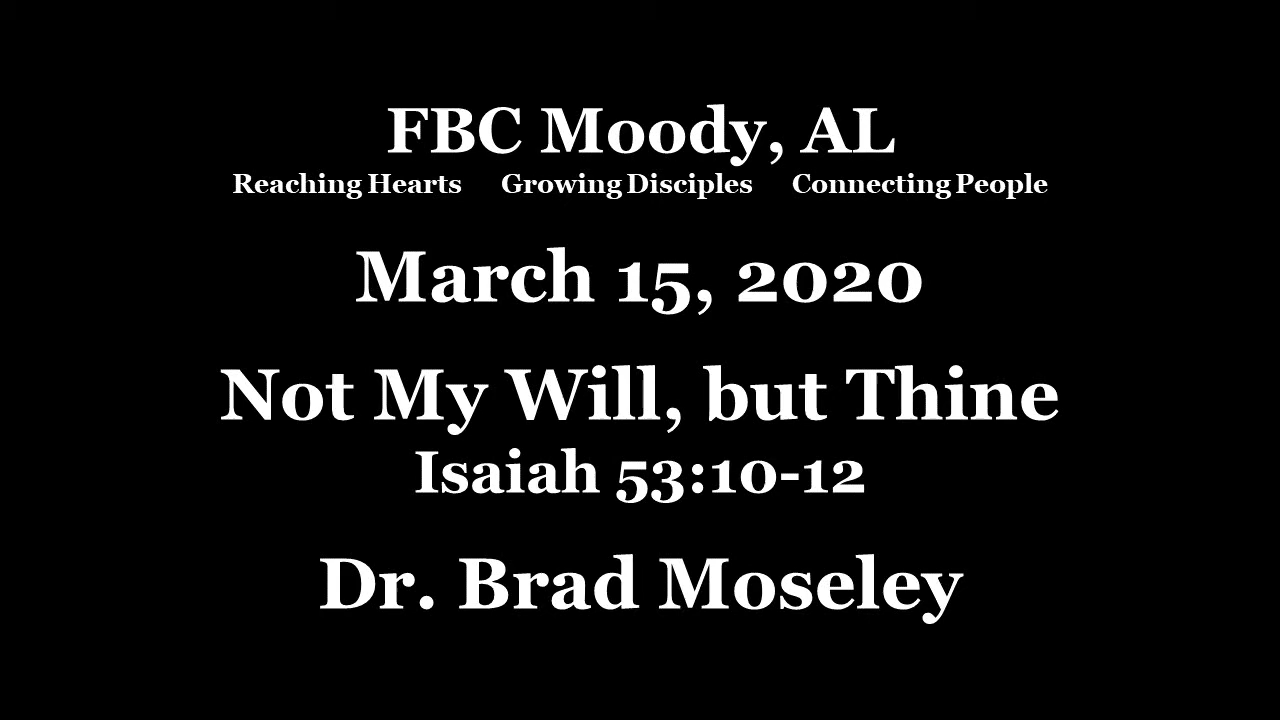 FBC Moody, AL
Reaching Hearts Growing Disciples Connecting People
March 15, 2020
Not My Will, but Thine
Isaiah 53:10-12
Dr. Brad Moseley